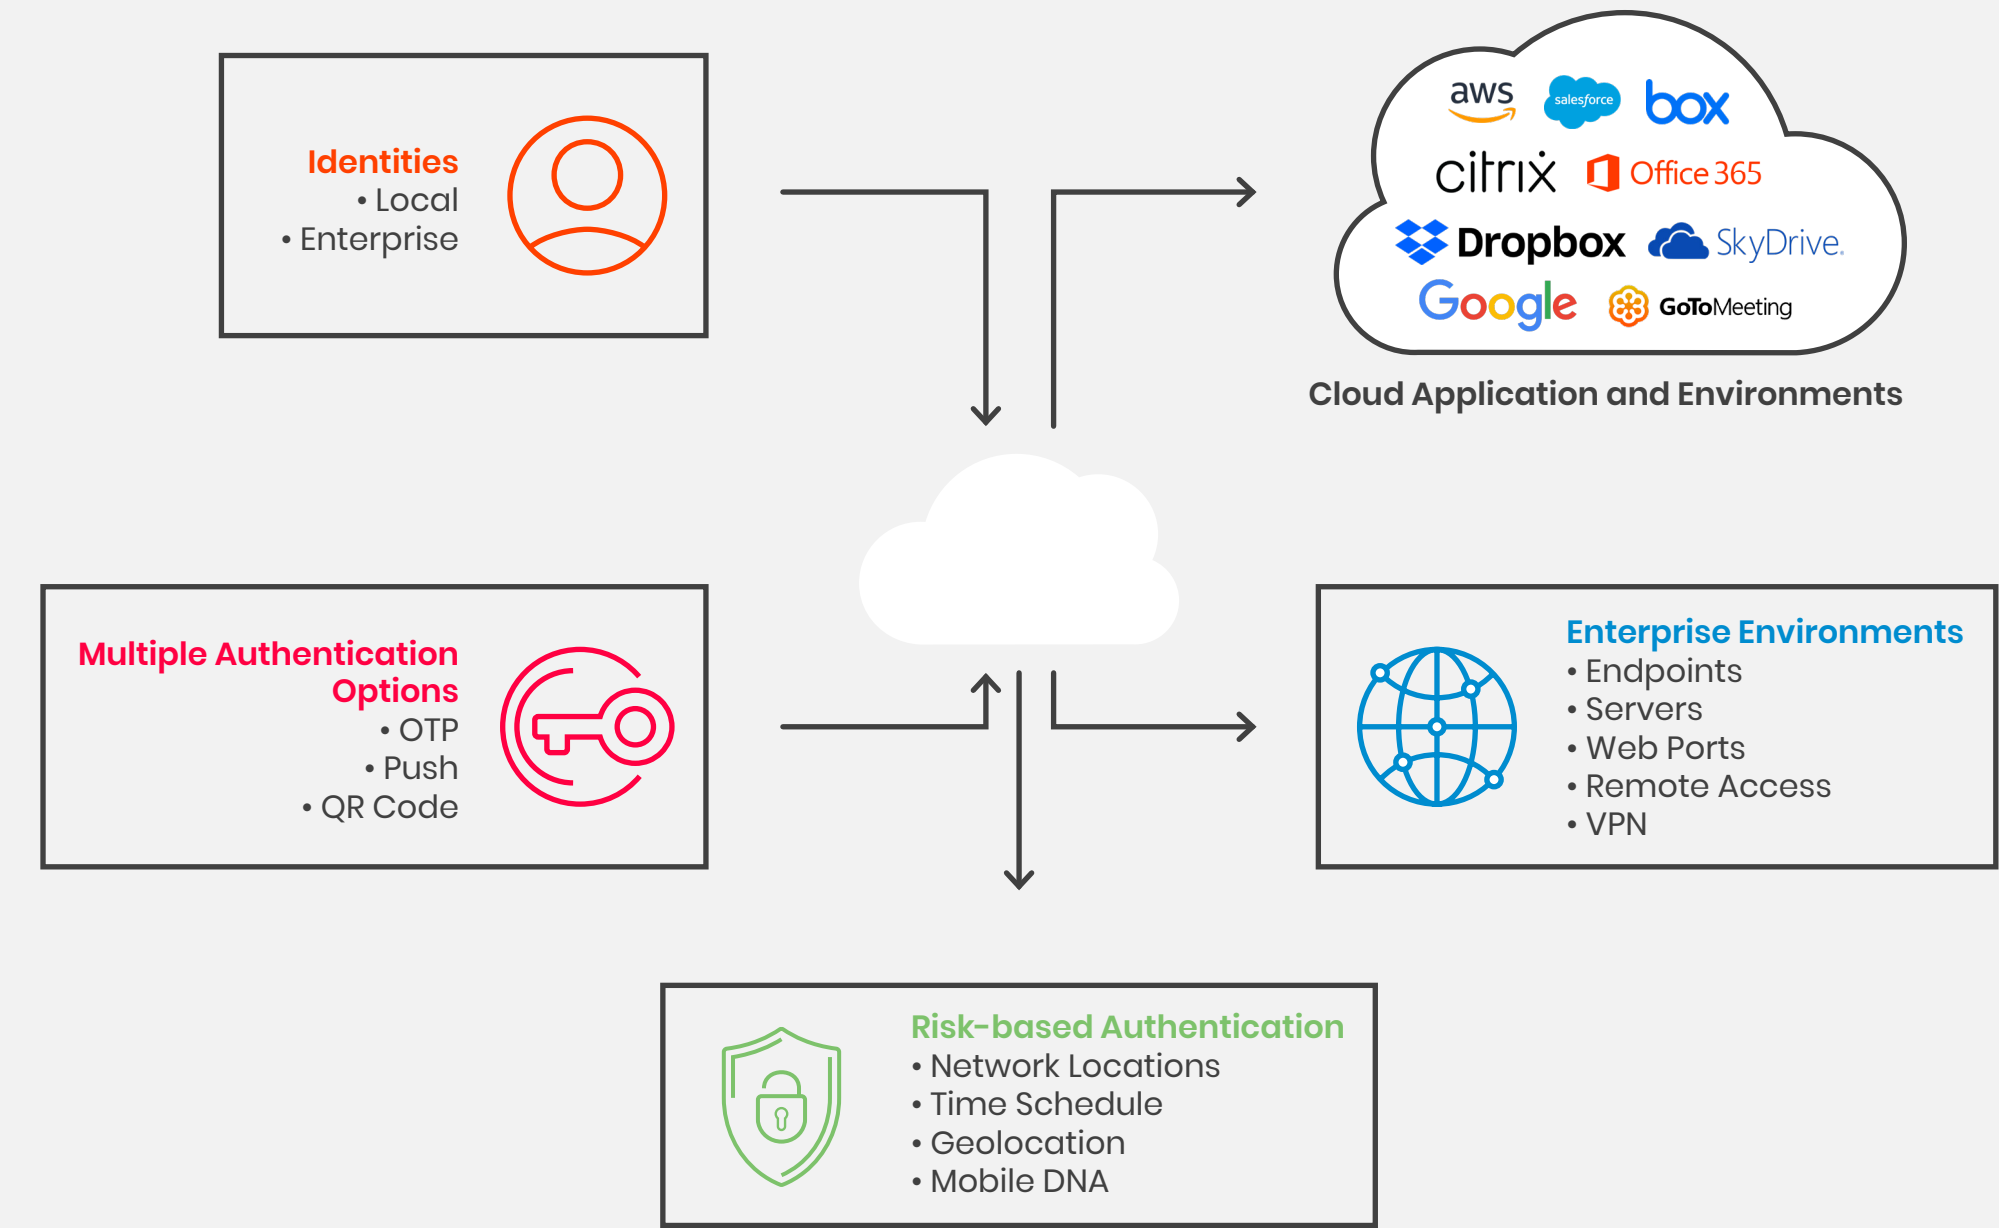 Identities
• Local
• Enterprise
aws
salesforce
box
citrix
Office 365
Dropbox
SkyDrive.
Google
GoToMeeting
Cloud Application and Environments
Multiple Authentication
Options
• OTP
• Push
• QR Code
Enterprise Environments
• Endpoints
• Servers
• Web Ports
• Remote Access
• VPN
Risk-based Authentication
• Network Locations
• Time Schedule
• Geolocation
• Mobile DNA